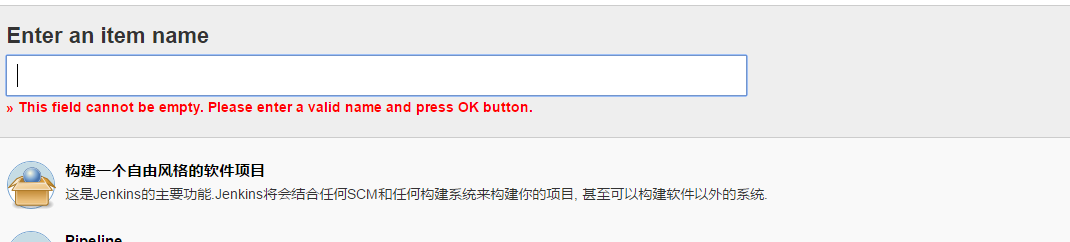 Enter an item name
» This field cannot be empty. Please enter a valid name and press OK button.
构建一个自由风格的软件项目
这是Jenkins的主要功能.Jenkins将会结合任何SCM和任何构建系统来构建你的项目, 甚至可以构建软件以外的系统.
Pipeline